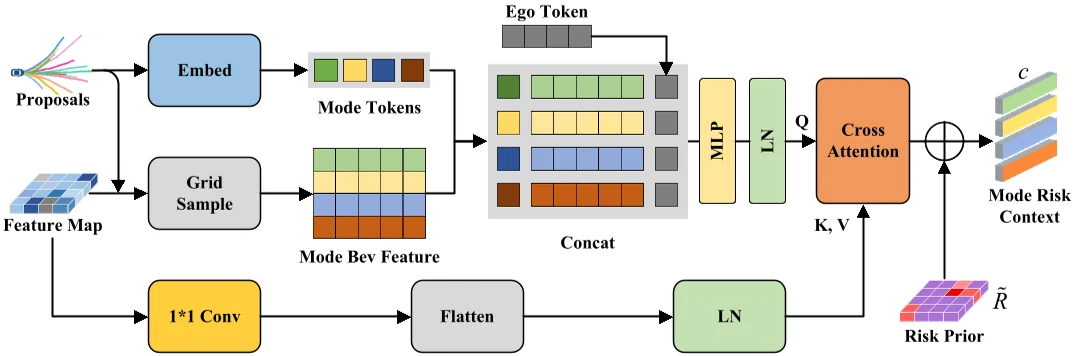 Ego Token
Proposals
Embed
Mode Tokens
Feature Map
Grid
Sample
Mode Bev Feature
Concat
MLP
LN
Q
Cross
Attention
K, V
c
Mode Risk
Context
1*1 Conv
Flatten
LN
R̃
Risk Prior